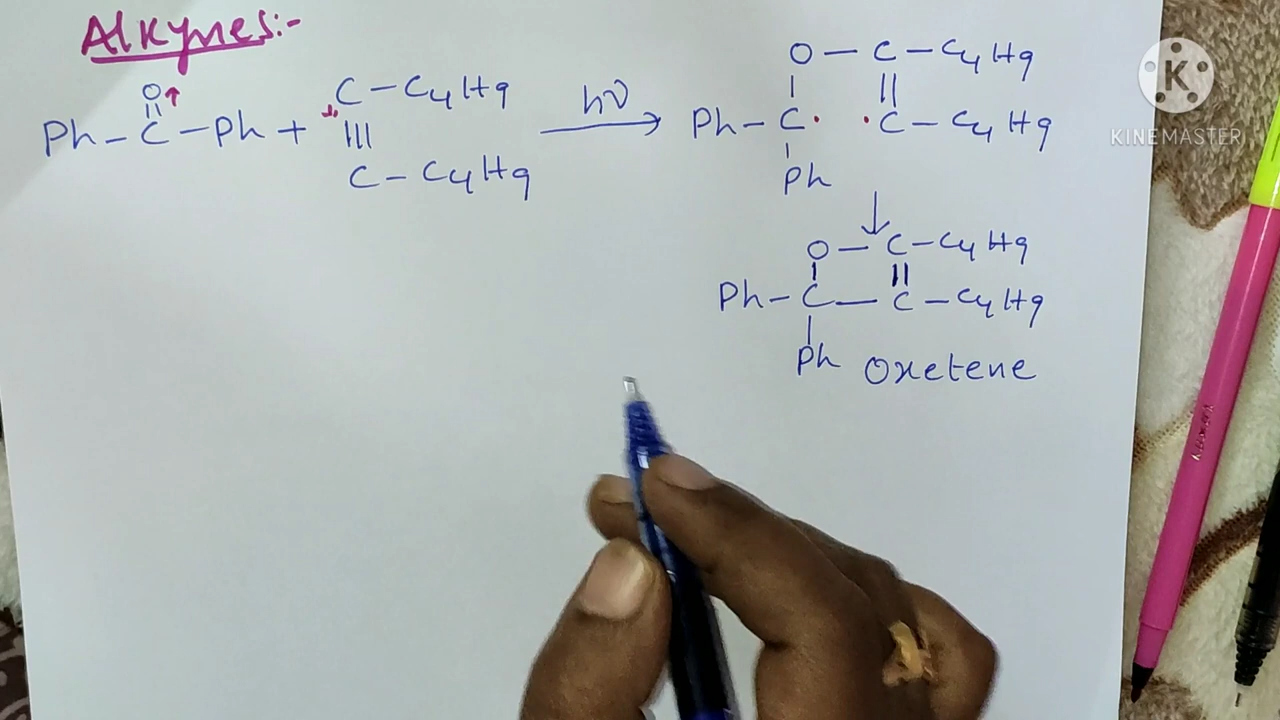 Alkynes:-
O O — C — C4H9
Ph — C — Ph + C — C4H9 hν Ph — C · · C — C4H9
C — C4H9 Ph
O — C — C4H9
Ph — C — C — C4H9
Ph Oxetene
K
KINEMASTER